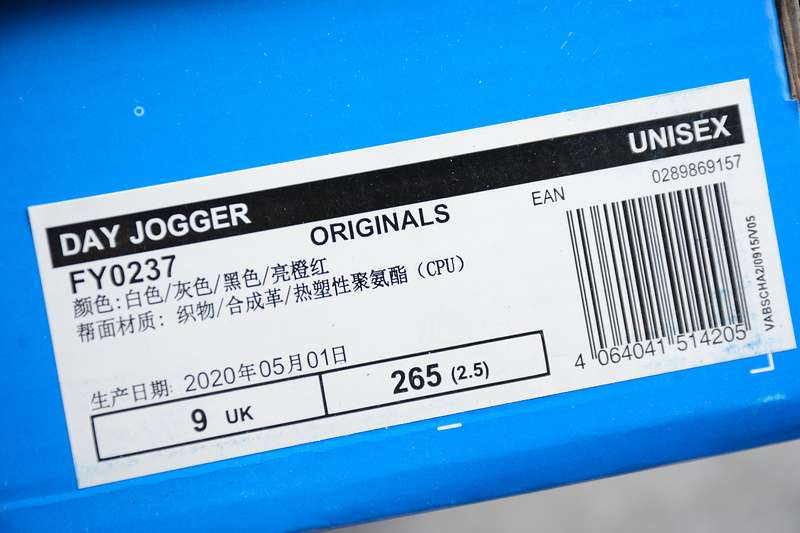 DAY JOGGER
UNISEX
ORIGINALS
EAN
0289869157
FY0237
颜色:白色/灰色/黑色/亮橙红
帮面材质: 织物/合成革/热塑性聚氨酯(CPU)
生产日期: 2020年05月01日
9 UK
265 (2.5)
4 064041 514205
VABSCHA2/0915/V05